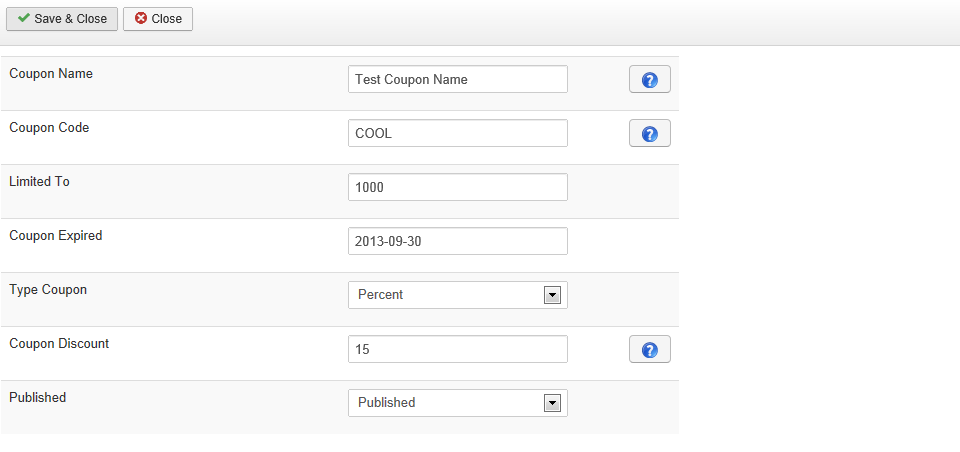 Save & Close Close
Coupon Name Test Coupon Name ?
Coupon Code COOL ?
Limited To 1000
Coupon Expired 2013-09-30
Type Coupon Percent
Coupon Discount 15 ?
Published Published